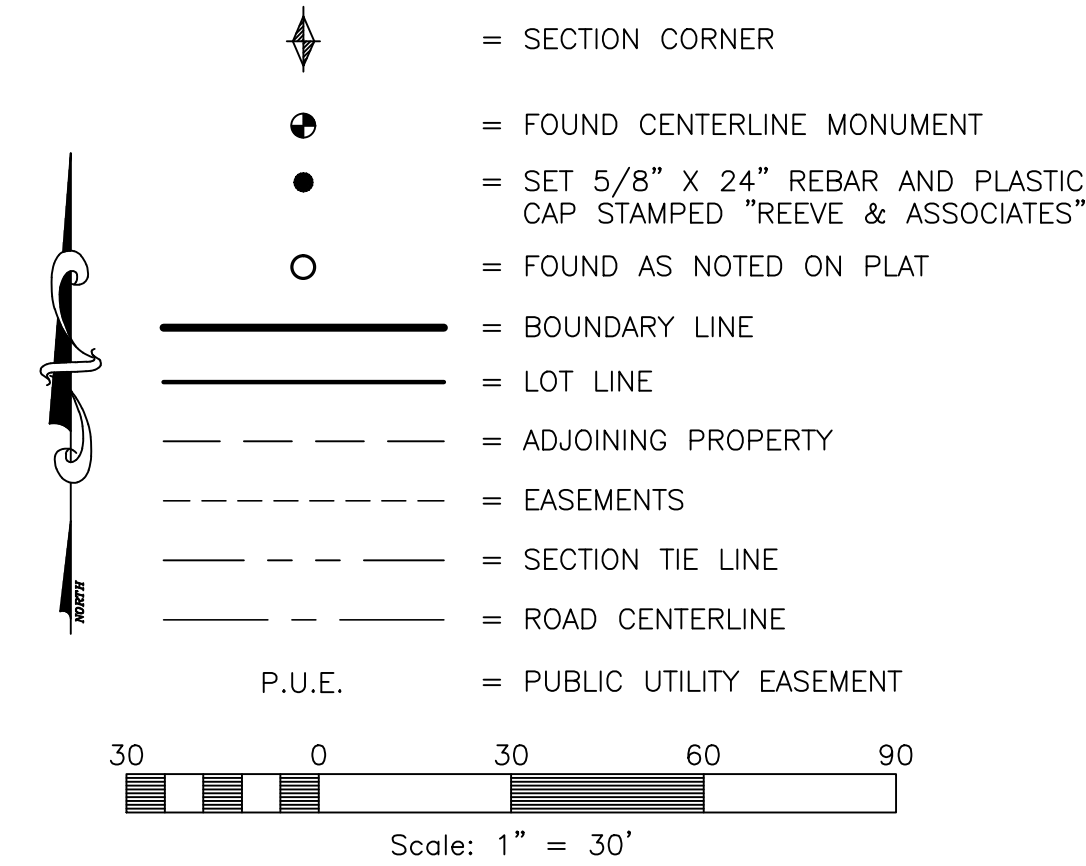 = SECTION CORNER
= FOUND CENTERLINE MONUMENT
= SET 5/8" X 24" REBAR AND PLASTIC
CAP STAMPED "REEVE & ASSOCIATES"
= FOUND AS NOTED ON PLAT
= BOUNDARY LINE
= LOT LINE
= ADJOINING PROPERTY
= EASEMENTS
= SECTION TIE LINE
= ROAD CENTERLINE
NORTH
P.U.E. = PUBLIC UTILITY EASEMENT
30 0 30 60 90
Scale: 1" = 30'